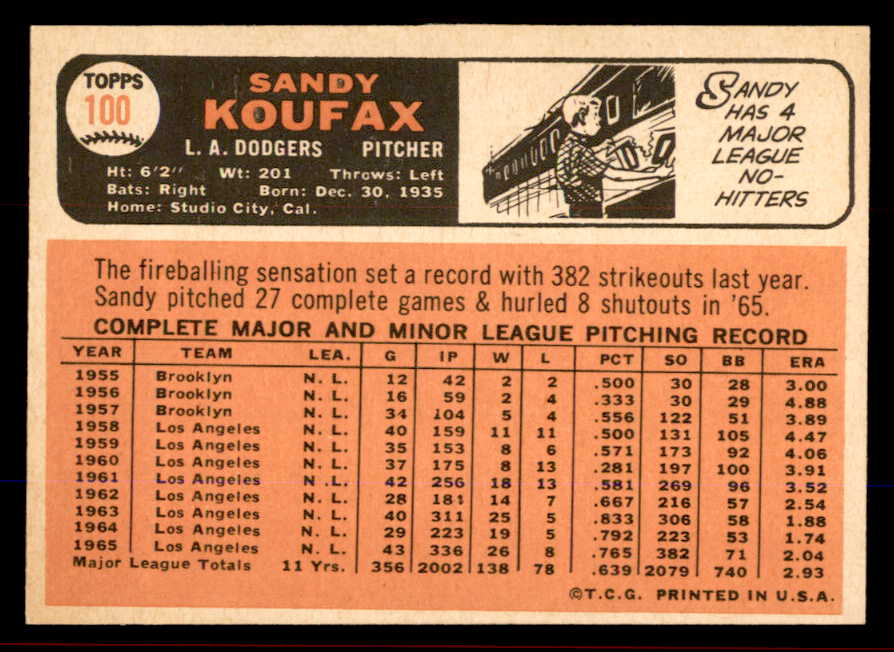 TOPPS
100
SANDY
KOUFAX
L. A. DODGERS PITCHER
Ht: 6'2" Wt: 201 Throws: Left
Bats: Right Born: Dec. 30, 1935
Home: Studio City, Cal.
SANDY
HAS 4
MAJOR
LEAGUE
NO-
HITTERS
The fireballing sensation set a record with 382 strikeouts last year.
Sandy pitched 27 complete games & hurled 8 shutouts in '65.
COMPLETE MAJOR AND MINOR LEAGUE PITCHING RECORD
YEAR TEAM LEA. G IP W L PCT SO BB ERA
1955 Brooklyn N. L. 12 42 2 2 .500 30 28 3.00
1956 Brooklyn N. L. 16 59 2 4 .333 30 29 4.88
1957 Brooklyn N. L. 34 104 5 4 .556 122 51 3.89
1958 Los Angeles N. L. 40 159 11 11 .500 131 105 4.47
1959 Los Angeles N. L. 35 153 8 6 .571 173 92 4.06
1960 Los Angeles N. L. 37 175 8 13 .281 197 100 3.91
1961 Los Angeles N .L. 42 256 18 13 .581 269 96 3.52
1962 Los Angeles N. L. 28 181 14 7 .667 216 57 2.54
1963 Los Angeles N. L. 40 311 25 5 .833 306 58 1.88
1964 Los Angeles N. L. 29 223 19 5 .792 223 53 1.74
1965 Los Angeles N. L. 43 336 26 8 .765 382 71 2.04
Major League Totals 11 Yrs. 356 2002 138 78 .639 2079 740 2.93
©T.C.G. PRINTED IN U.S.A.